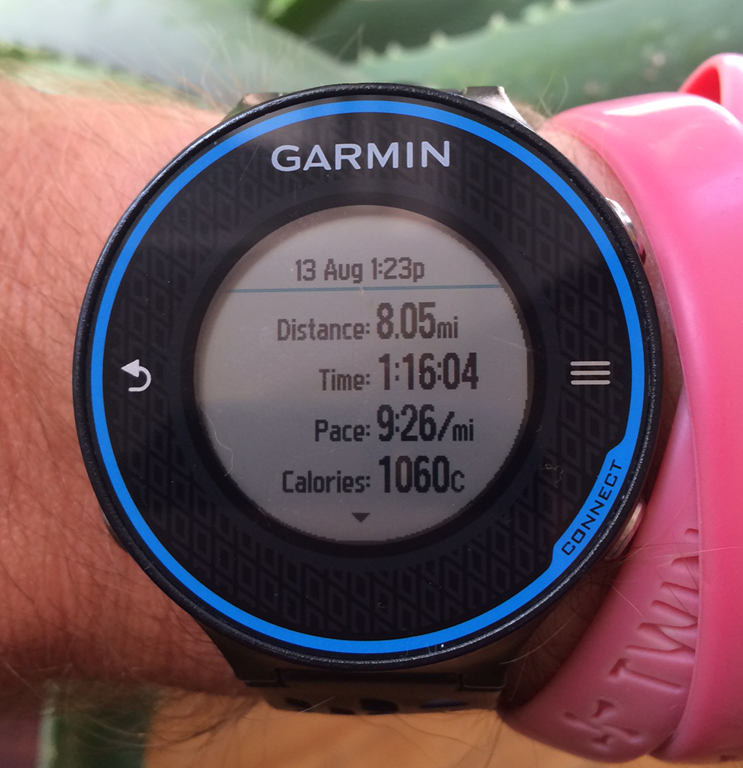 GARMIN
13 Aug 1:23p
Distance: 8.05mi
Time: 1:16:04
Pace: 9:26/mi
Calories: 1060c
CONNECT
TWIN